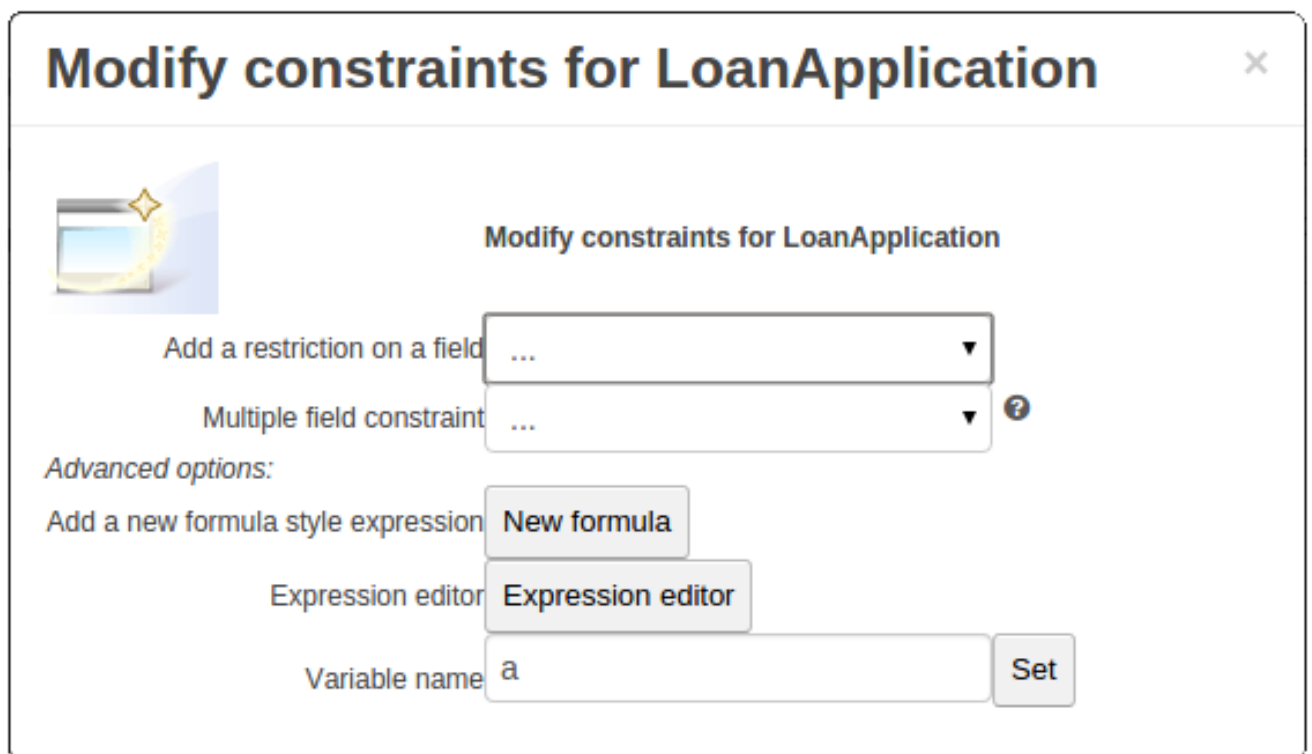 Modify constraints for LoanApplication ×
Modify constraints for LoanApplication
Add a restriction on a field ... ▼
Multiple field constraint ... ▼ ?
Advanced options:
Add a new formula style expression New formula
Expression editor Expression editor
Variable name a Set